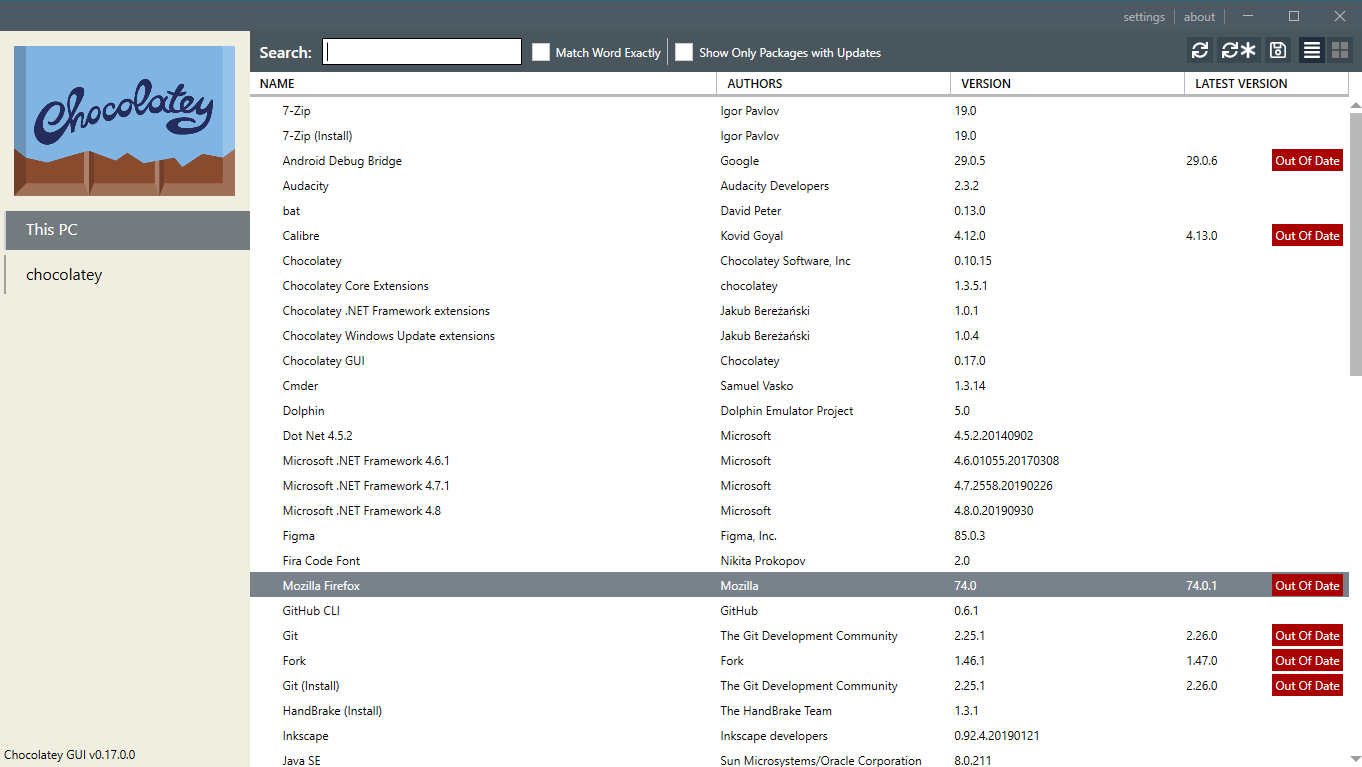 settings about
Chocolatey
This PC
chocolatey
Chocolatey GUI v0.17.0.0
Search: Match Word Exactly Show Only Packages with Updates
NAME AUTHORS VERSION LATEST VERSION
7-Zip Igor Pavlov 19.0
7-Zip (Install) Igor Pavlov 19.0
Android Debug Bridge Google 29.0.5 29.0.6 Out Of Date
Audacity Audacity Developers 2.3.2
bat David Peter 0.13.0
Calibre Kovid Goyal 4.12.0 4.13.0 Out Of Date
Chocolatey Chocolatey Software, Inc 0.10.15
Chocolatey Core Extensions chocolatey 1.3.5.1
Chocolatey .NET Framework extensions Jakub Bereżański 1.0.1
Chocolatey Windows Update extensions Jakub Bereżański 1.0.4
Chocolatey GUI Chocolatey 0.17.0
Cmder Samuel Vasko 1.3.14
Dolphin Dolphin Emulator Project 5.0
Dot Net 4.5.2 Microsoft 4.5.2.20140902
Microsoft .NET Framework 4.6.1 Microsoft 4.6.01055.20170308
Microsoft .NET Framework 4.7.1 Microsoft 4.7.2558.20190226
Microsoft .NET Framework 4.8 Microsoft 4.8.0.20190930
Figma Figma, Inc. 85.0.3
Fira Code Font Nikita Prokopov 2.0
Mozilla Firefox Mozilla 74.0 74.0.1 Out Of Date
GitHub CLI GitHub 0.6.1
Git The Git Development Community 2.25.1 2.26.0 Out Of Date
Fork Fork 1.46.1 1.47.0 Out Of Date
Git (Install) The Git Development Community 2.25.1 2.26.0 Out Of Date
HandBrake (Install) The HandBrake Team 1.3.1
Inkscape Inkscape developers 0.92.4.20190121
Java SE Sun Microsystems/Oracle Corporation 8.0.211